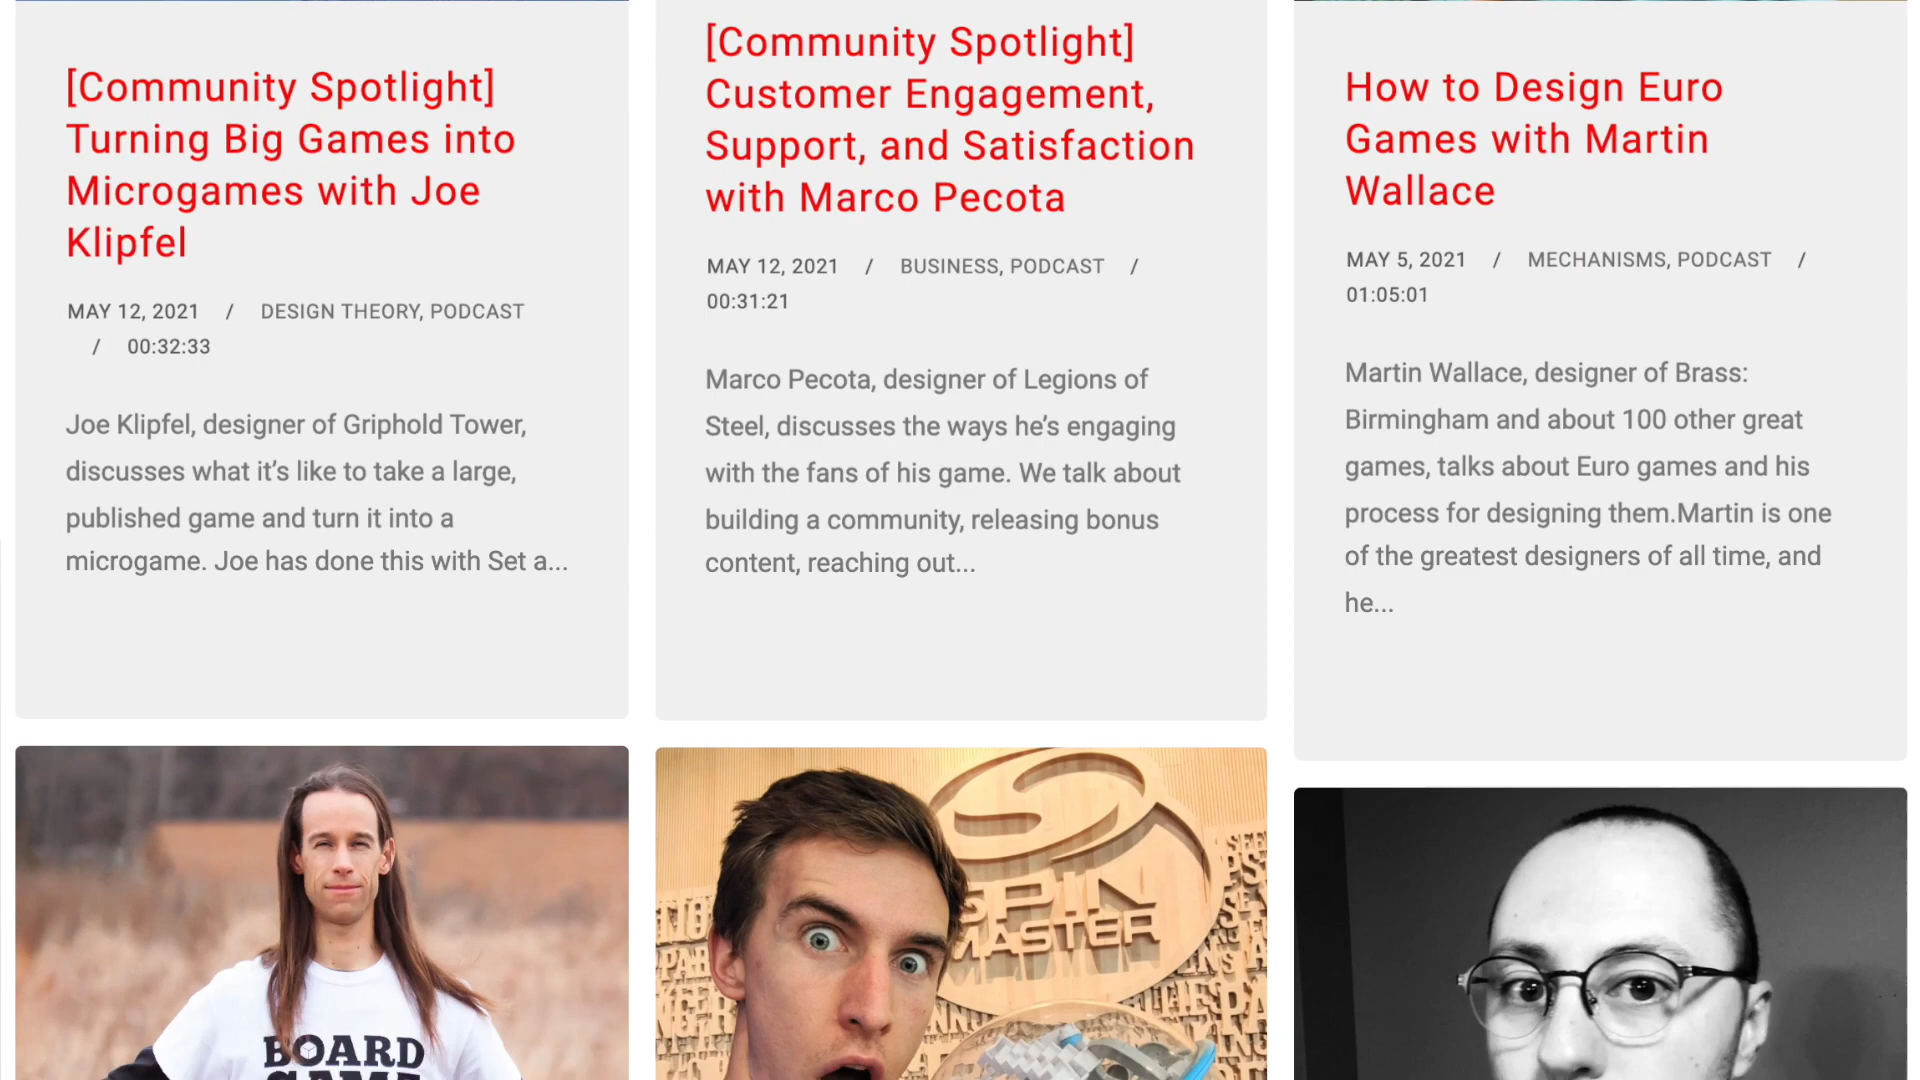 [Community Spotlight]
Turning Big Games into
Microgames with Joe
Klipfel
MAY 12, 2021 / DESIGN THEORY, PODCAST
/ 00:32:33
Joe Klipfel, designer of Griphold Tower,
discusses what it’s like to take a large,
published game and turn it into a
microgame. Joe has done this with Set a...
[Community Spotlight]
Customer Engagement,
Support, and Satisfaction
with Marco Pecota
MAY 12, 2021 / BUSINESS, PODCAST /
00:31:21
Marco Pecota, designer of Legions of
Steel, discusses the ways he’s engaging
with the fans of his game. We talk about
building a community, releasing bonus
content, reaching out...
How to Design Euro
Games with Martin
Wallace
MAY 5, 2021 / MECHANISMS, PODCAST /
01:05:01
Martin Wallace, designer of Brass:
Birmingham and about 100 other great
games, talks about Euro games and his
process for designing them.Martin is one
of the greatest designers of all time, and
he...
BOARD
GAME
SPIN
MASTER